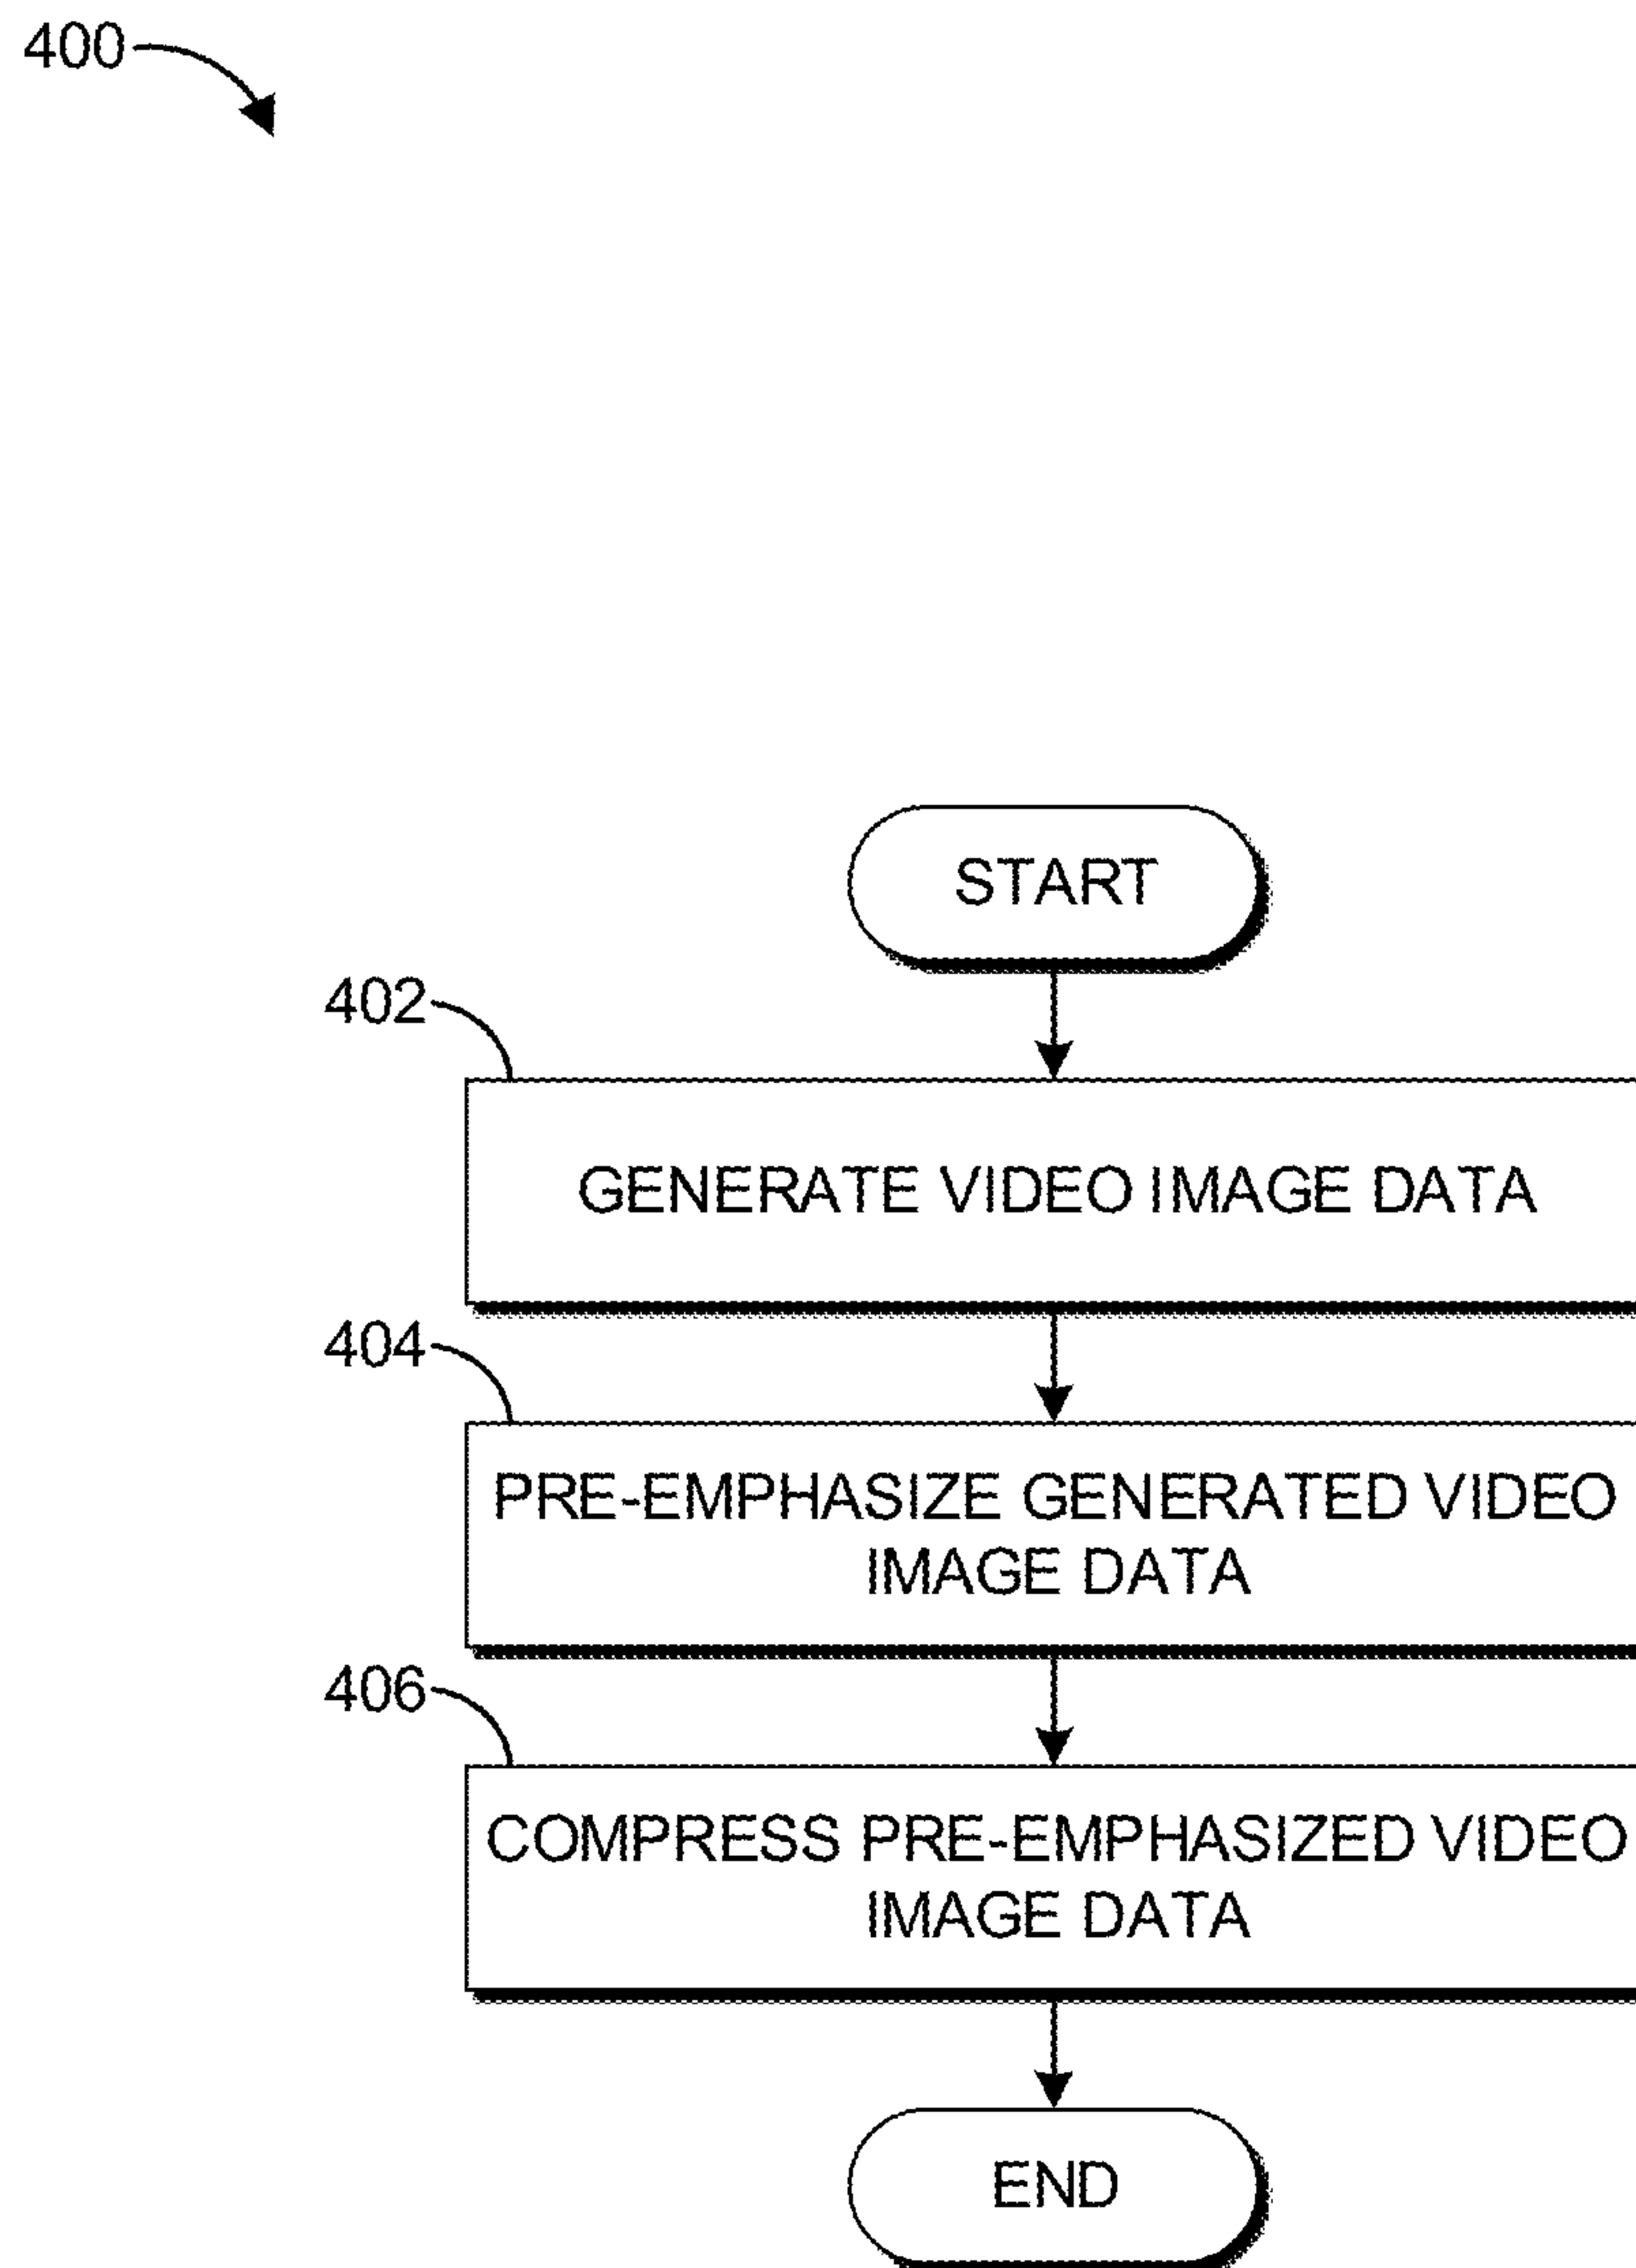 400
START
402
GENERATE VIDEO IMAGE DATA
404
PRE-EMPHASIZE GENERATED VIDEO
IMAGE DATA
406
COMPRESS PRE-EMPHASIZED VIDEO
IMAGE DATA
END